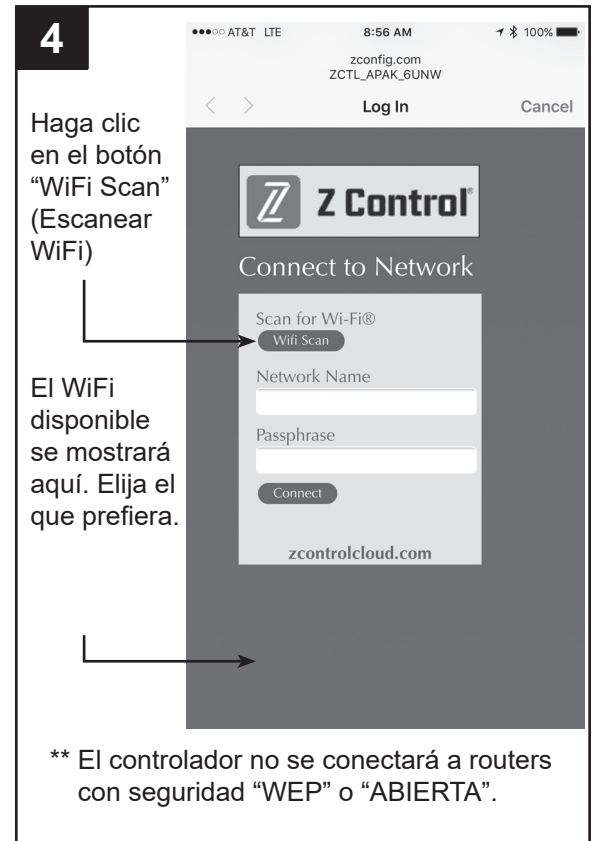 4
Haga clic
en el botón
“WiFi Scan”
(Escanear
WiFi)
El WiFi
disponible
se mostrará
aquí. Elija el
que prefiera.
AT&T LTE 8:56 AM 100%
zconfig.com
ZCTL_APAK_6UNW
Log In Cancel
Z Control®
Connect to Network
Scan for Wi-Fi®
Wifi Scan
Network Name
Passphrase
Connect
zcontrolcloud.com
** El controlador no se conectará a routers
con seguridad “WEP” o “ABIERTA”.